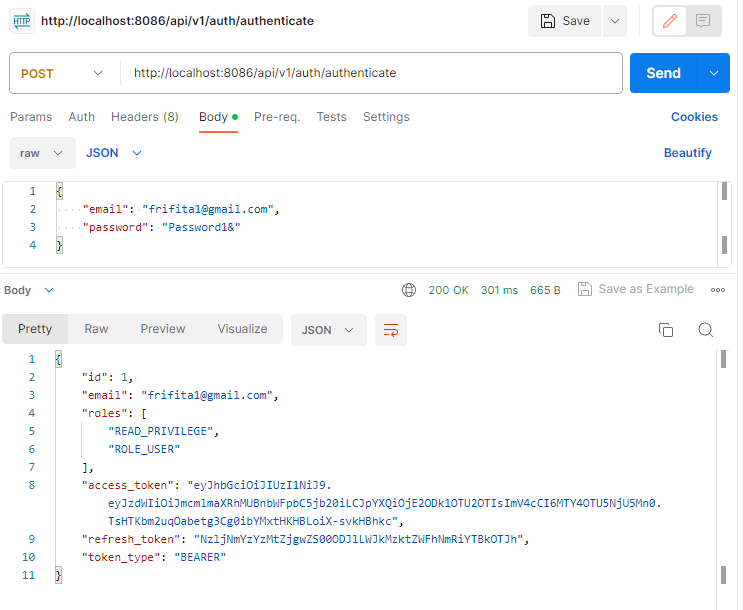 HTTP http://localhost:8086/api/v1/auth/authenticate Save
POST http://localhost:8086/api/v1/auth/authenticate Send
Params Auth Headers (8) Body Pre-req. Tests Settings Cookies
raw JSON Beautify
1 {
2 "email": "frifita1@gmail.com",
3 "password": "Password1&"
4 }
Body 200 OK 301 ms 665 B Save as Example
Pretty Raw Preview Visualize JSON
1 {
2 "id": 1,
3 "email": "frifita1@gmail.com",
4 "roles": [
5 "READ_PRIVILEGE",
6 "ROLE_USER"
7 ],
8 "access_token": "eyJhbGciOiJIUzI1NiJ9.
eyJzdWIiOiJmcmlmaXRhMUBnbWFpbC5jb20iLCJpYXQiOjE2ODk1OTU2OTIsImV4cCI6MTY4OTU5NjU5Mn0.
TsHTKbm2uqOabetg3Cg0ibYMxtHKHBLoiX-svkHBhkc",
9 "refresh_token": "NzljNmYzYzMtZjgwZS00ODJlLWJkMzktZWFhNmRiYTBkOTJh",
10 "token_type": "BEARER"
11 }